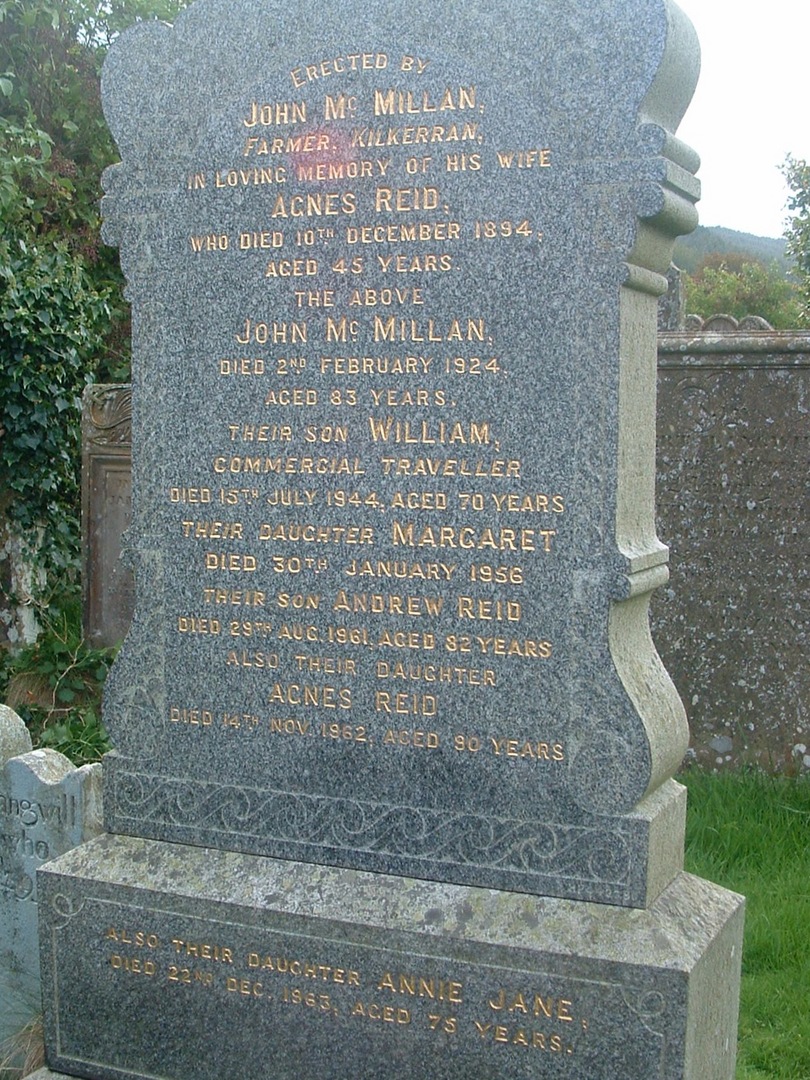 ERECTED BY
JOHN Mc MILLAN,
FARMER, KILKERRAN,
IN LOVING MEMORY OF HIS WIFE
AGNES REID,
WHO DIED 10TH DECEMBER 1894,
AGED 45 YEARS.
THE ABOVE
JOHN Mc MILLAN,
DIED 2ND FEBRUARY 1924,
AGED 83 YEARS.
THEIR SON WILLIAM,
COMMERCIAL TRAVELLER
DIED 15TH JULY 1944, AGED 70 YEARS
THEIR DAUGHTER MARGARET
DIED 30TH JANUARY 1956
THEIR SON ANDREW REID
DIED 29TH AUG. 1961, AGED 82 YEARS
ALSO THEIR DAUGHTER
AGNES REID
DIED 14TH NOV. 1962, AGED 90 YEARS
ALSO THEIR DAUGHTER ANNIE JANE,
DIED 22ND DEC. 1963, AGED 75 YEARS.
will
who